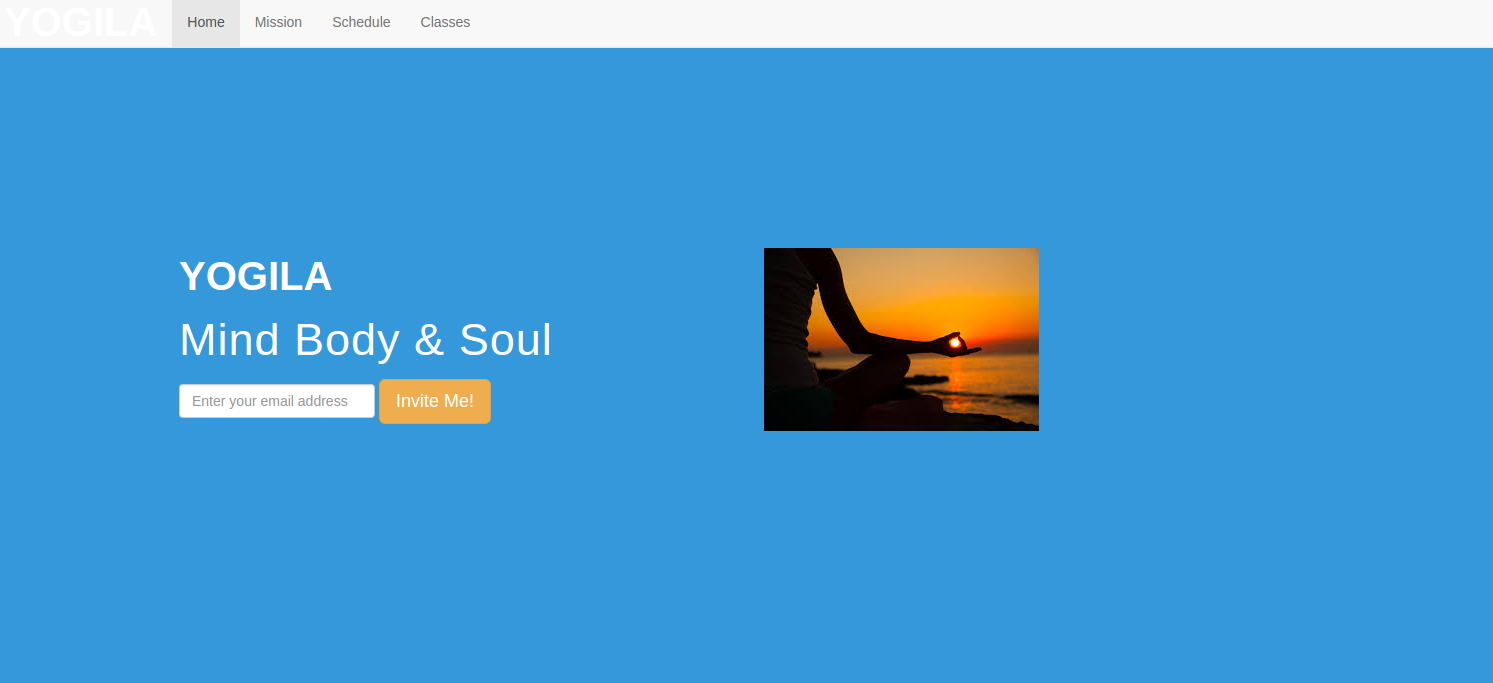 YOGILA Home Mission Schedule Classes
YOGILA
Mind Body & Soul
Enter your email address Invite Me!